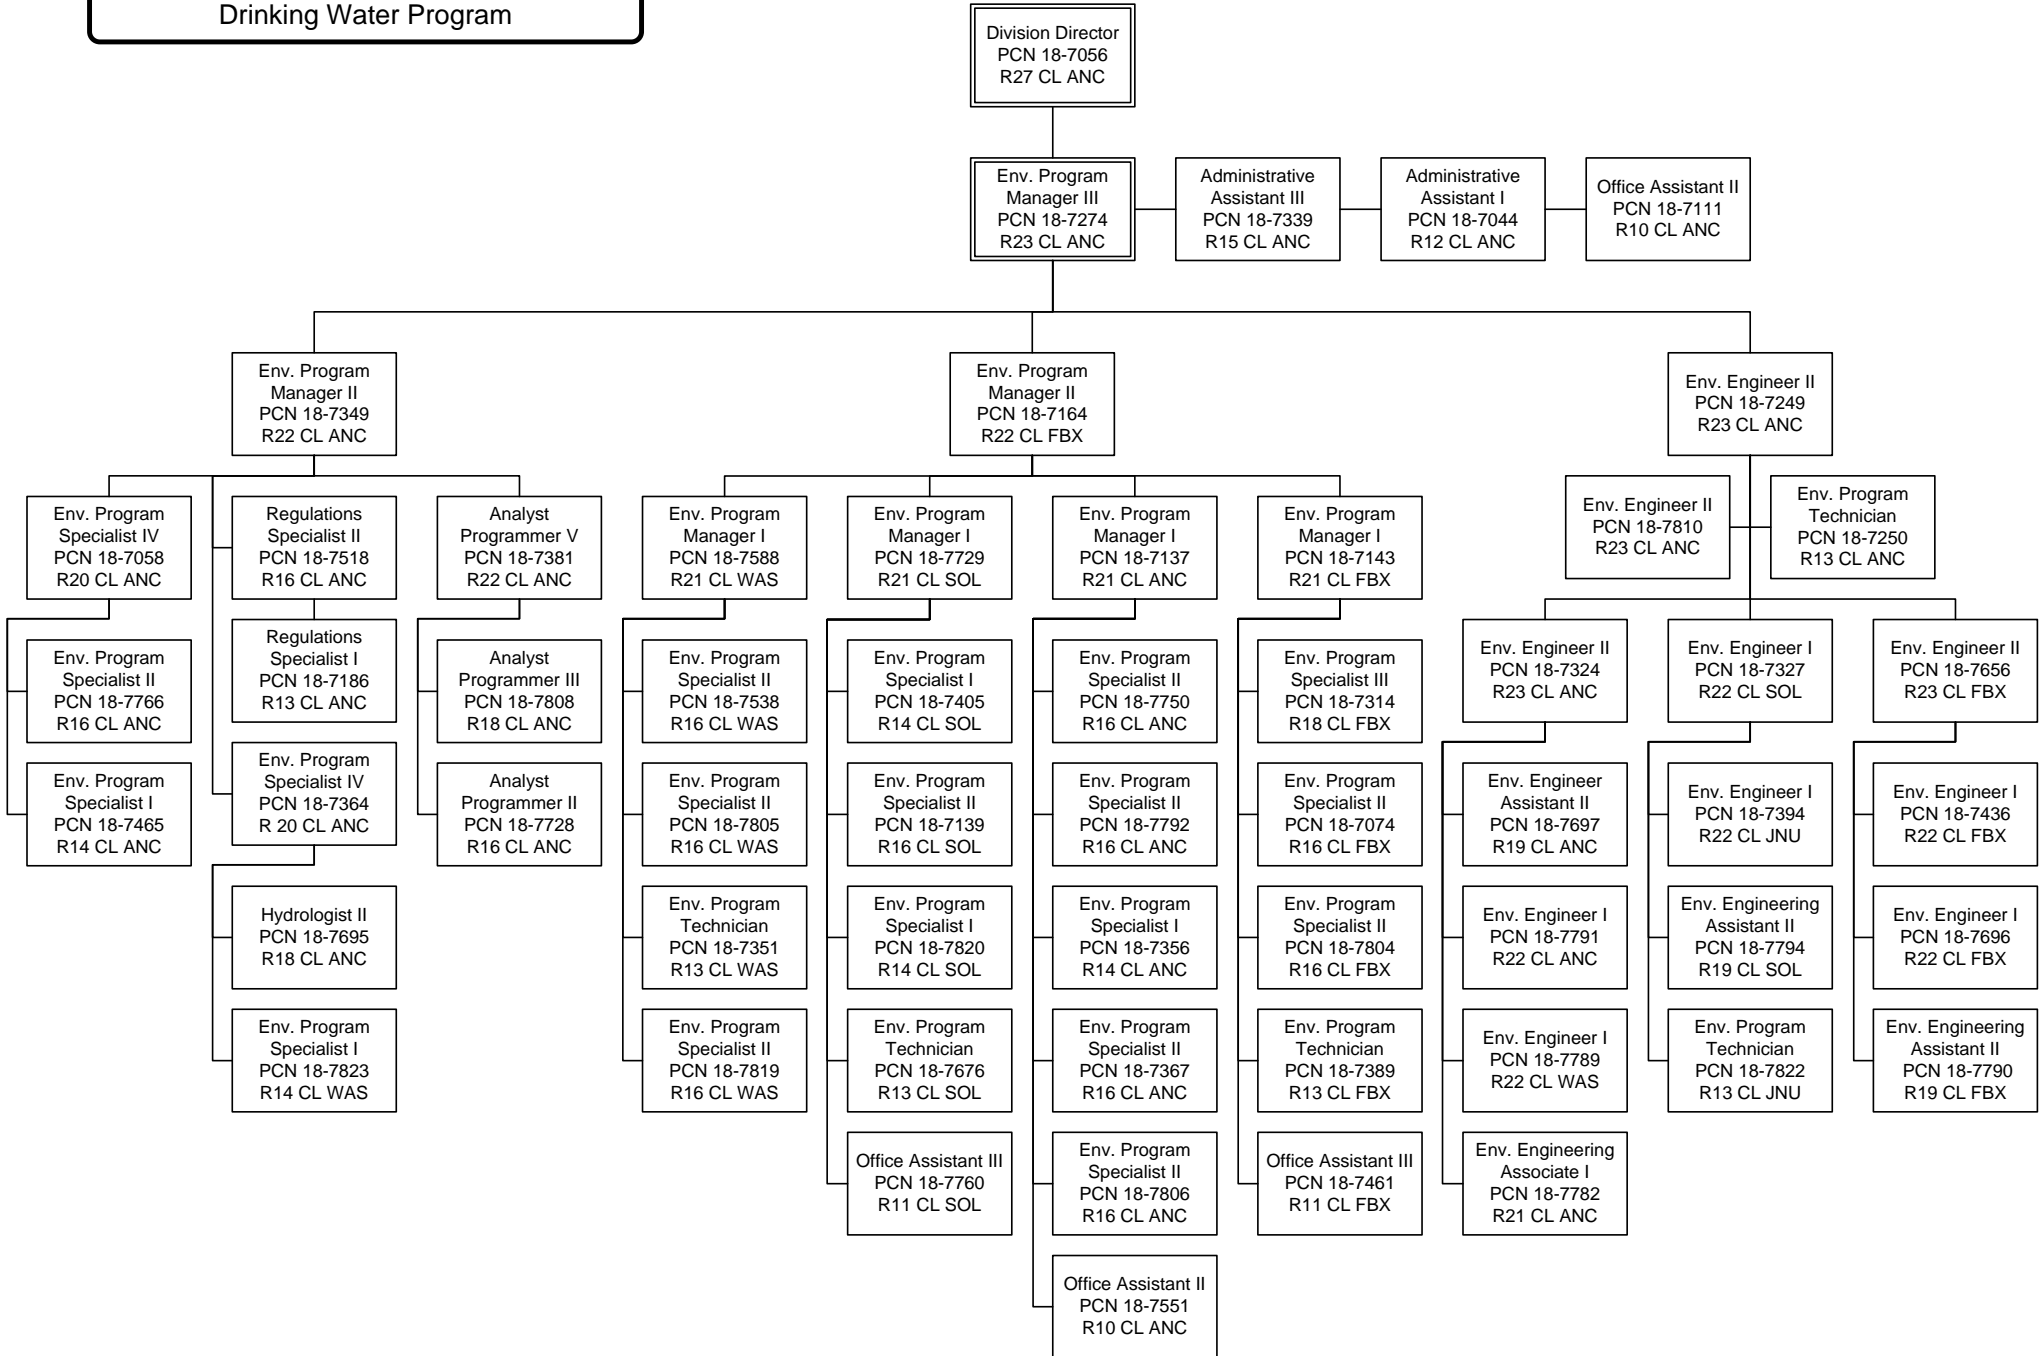 Drinking Water Program
Division Director
PCN 18-7056
R27 CL ANC
Env. Program
Manager III
PCN 18-7274
R23 CL ANC
Administrative
Assistant III
PCN 18-7339
R15 CL ANC
Administrative
Assistant I
PCN 18-7044
R12 CL ANC
Office Assistant II
PCN 18-7111
R10 CL ANC
Env. Program
Manager II
PCN 18-7349
R22 CL ANC
Env. Program
Manager II
PCN 18-7164
R22 CL FBX
Env. Engineer II
PCN 18-7249
R23 CL ANC
Env. Program
Specialist IV
PCN 18-7058
R20 CL ANC
Env. Program
Specialist II
PCN 18-7766
R16 CL ANC
Env. Program
Specialist I
PCN 18-7465
R14 CL ANC
Regulations
Specialist II
PCN 18-7518
R16 CL ANC
Regulations
Specialist I
PCN 18-7186
R13 CL ANC
Env. Program
Specialist IV
PCN 18-7364
R 20 CL ANC
Hydrologist II
PCN 18-7695
R18 CL ANC
Env. Program
Specialist I
PCN 18-7823
R14 CL WAS
Analyst
Programmer V
PCN 18-7381
R22 CL ANC
Analyst
Programmer III
PCN 18-7808
R18 CL ANC
Analyst
Programmer II
PCN 18-7728
R16 CL ANC
Env. Program
Manager I
PCN 18-7588
R21 CL WAS
Env. Program
Specialist II
PCN 18-7538
R16 CL WAS
Env. Program
Specialist II
PCN 18-7805
R16 CL WAS
Env. Program
Technician
PCN 18-7351
R13 CL WAS
Env. Program
Specialist II
PCN 18-7819
R16 CL WAS
Env. Program
Manager I
PCN 18-7729
R21 CL SOL
Env. Program
Specialist I
PCN 18-7405
R14 CL SOL
Env. Program
Specialist II
PCN 18-7139
R16 CL SOL
Env. Program
Specialist I
PCN 18-7820
R14 CL SOL
Env. Program
Technician
PCN 18-7676
R13 CL SOL
Office Assistant III
PCN 18-7760
R11 CL SOL
Env. Program
Manager I
PCN 18-7137
R21 CL ANC
Env. Program
Specialist II
PCN 18-7750
R16 CL ANC
Env. Program
Specialist II
PCN 18-7792
R16 CL ANC
Env. Program
Specialist I
PCN 18-7356
R14 CL ANC
Env. Program
Specialist II
PCN 18-7367
R16 CL ANC
Env. Program
Specialist II
PCN 18-7806
R16 CL ANC
Office Assistant II
PCN 18-7551
R10 CL ANC
Env. Program
Manager I
PCN 18-7143
R21 CL FBX
Env. Program
Specialist III
PCN 18-7314
R18 CL FBX
Env. Program
Specialist II
PCN 18-7074
R16 CL FBX
Env. Program
Specialist II
PCN 18-7804
R16 CL FBX
Env. Program
Technician
PCN 18-7389
R13 CL FBX
Office Assistant III
PCN 18-7461
R11 CL FBX
Env. Engineer II
PCN 18-7810
R23 CL ANC
Env. Program
Technician
PCN 18-7250
R13 CL ANC
Env. Engineer II
PCN 18-7324
R23 CL ANC
Env. Engineer
Assistant II
PCN 18-7697
R19 CL ANC
Env. Engineer I
PCN 18-7791
R22 CL ANC
Env. Engineer I
PCN 18-7789
R22 CL WAS
Env. Engineering
Associate I
PCN 18-7782
R21 CL ANC
Env. Engineer I
PCN 18-7327
R22 CL SOL
Env. Engineer I
PCN 18-7394
R22 CL JNU
Env. Engineering
Assistant II
PCN 18-7794
R19 CL SOL
Env. Program
Technician
PCN 18-7822
R13 CL JNU
Env. Engineer II
PCN 18-7656
R23 CL FBX
Env. Engineer I
PCN 18-7436
R22 CL FBX
Env. Engineer I
PCN 18-7696
R22 CL FBX
Env. Engineering
Assistant II
PCN 18-7790
R19 CL FBX